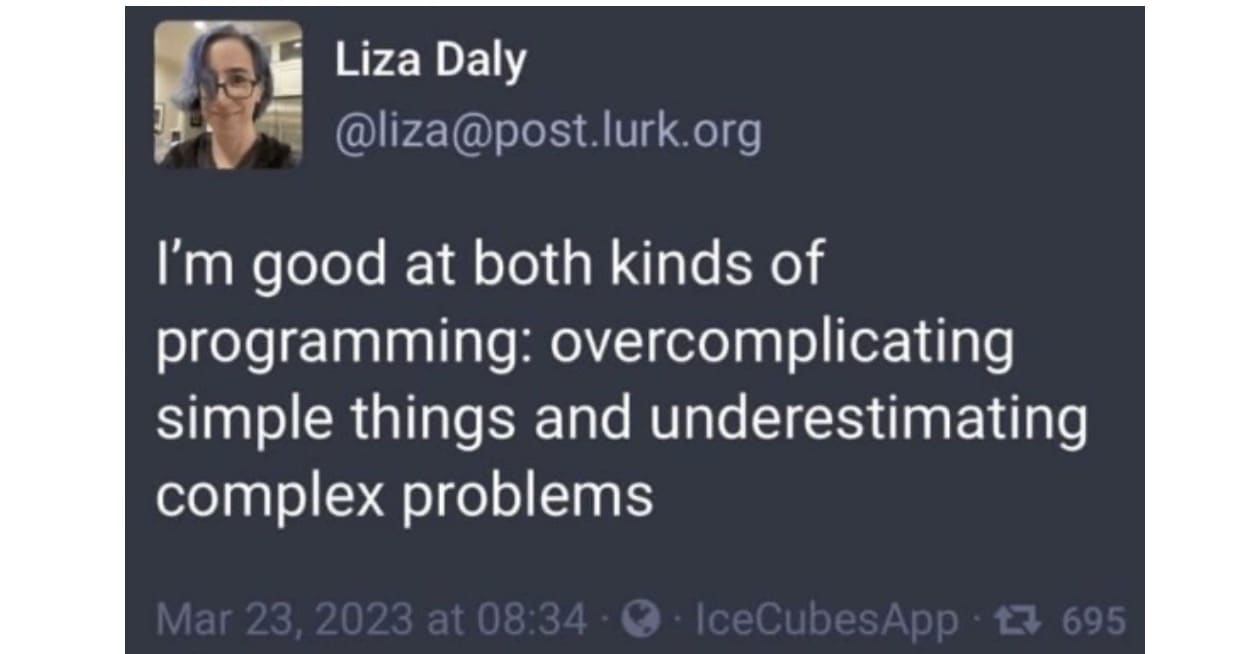 Liza Daly
@liza@post.lurk.org
I’m good at both kinds of
programming: overcomplicating
simple things and underestimating
complex problems
Mar 23, 2023 at 08:34 · · IceCubesApp · 695